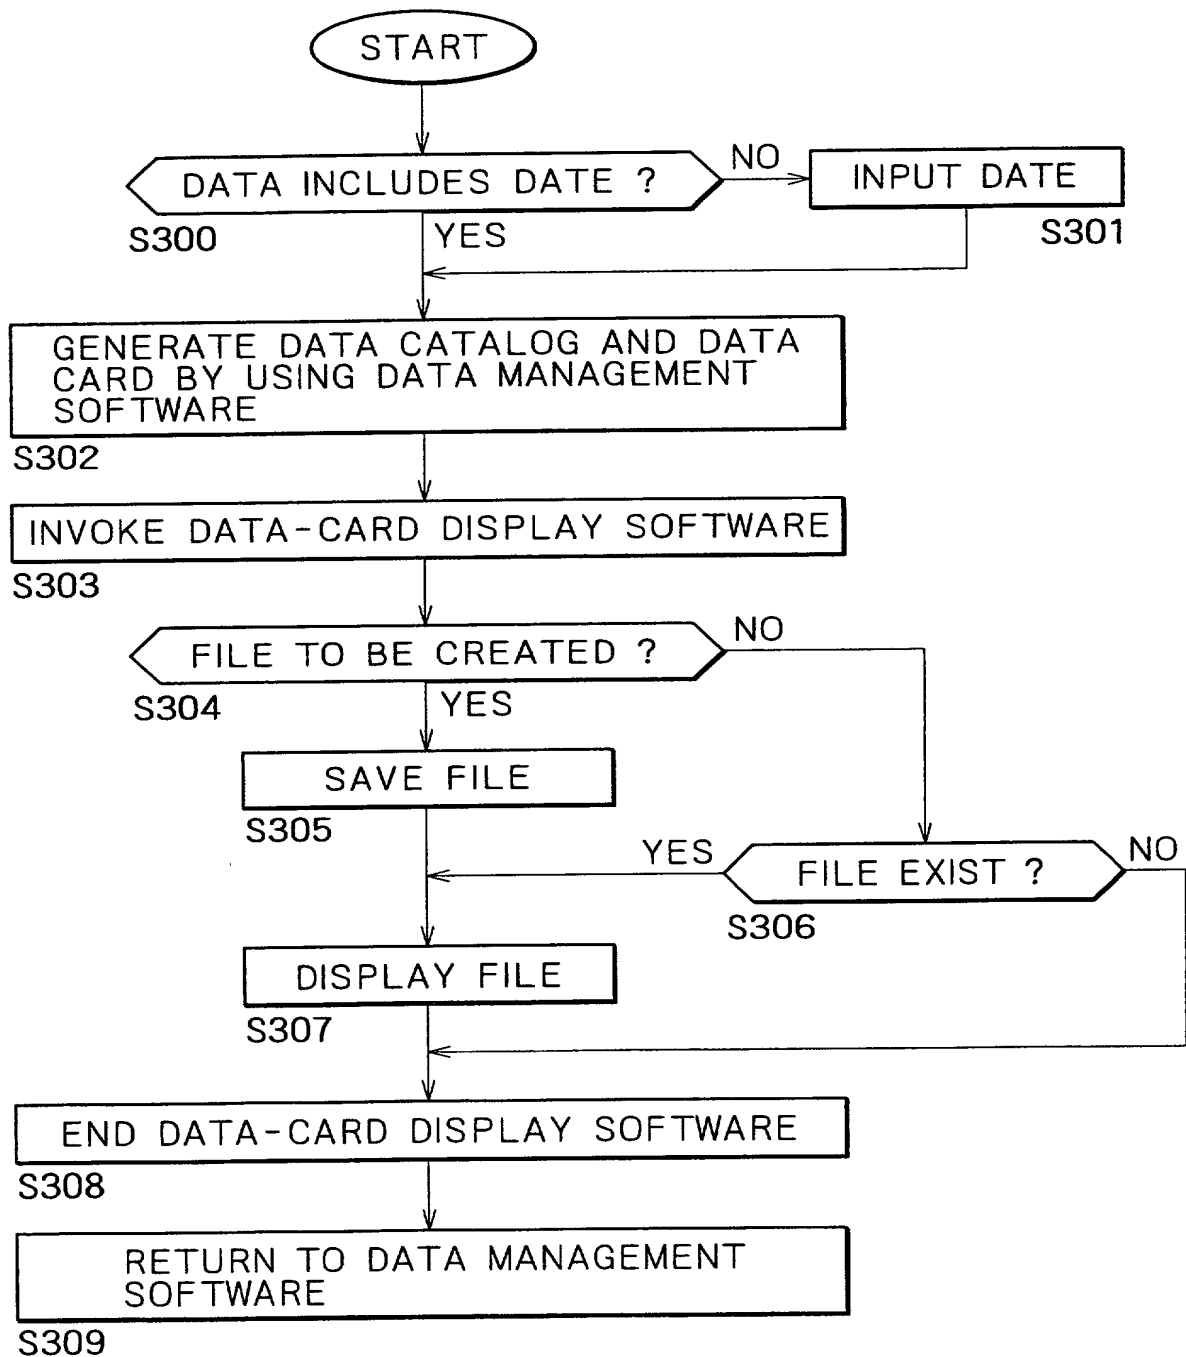 START
DATA INCLUDES DATE ?
NO
INPUT DATE
S300
YES
S301
GENERATE DATA CATALOG AND DATA
CARD BY USING DATA MANAGEMENT
SOFTWARE
S302
INVOKE DATA-CARD DISPLAY SOFTWARE
S303
FILE TO BE CREATED ?
NO
S304
YES
SAVE FILE
S305
YES
FILE EXIST ?
NO
S306
DISPLAY FILE
S307
END DATA-CARD DISPLAY SOFTWARE
S308
RETURN TO DATA MANAGEMENT
SOFTWARE
S309